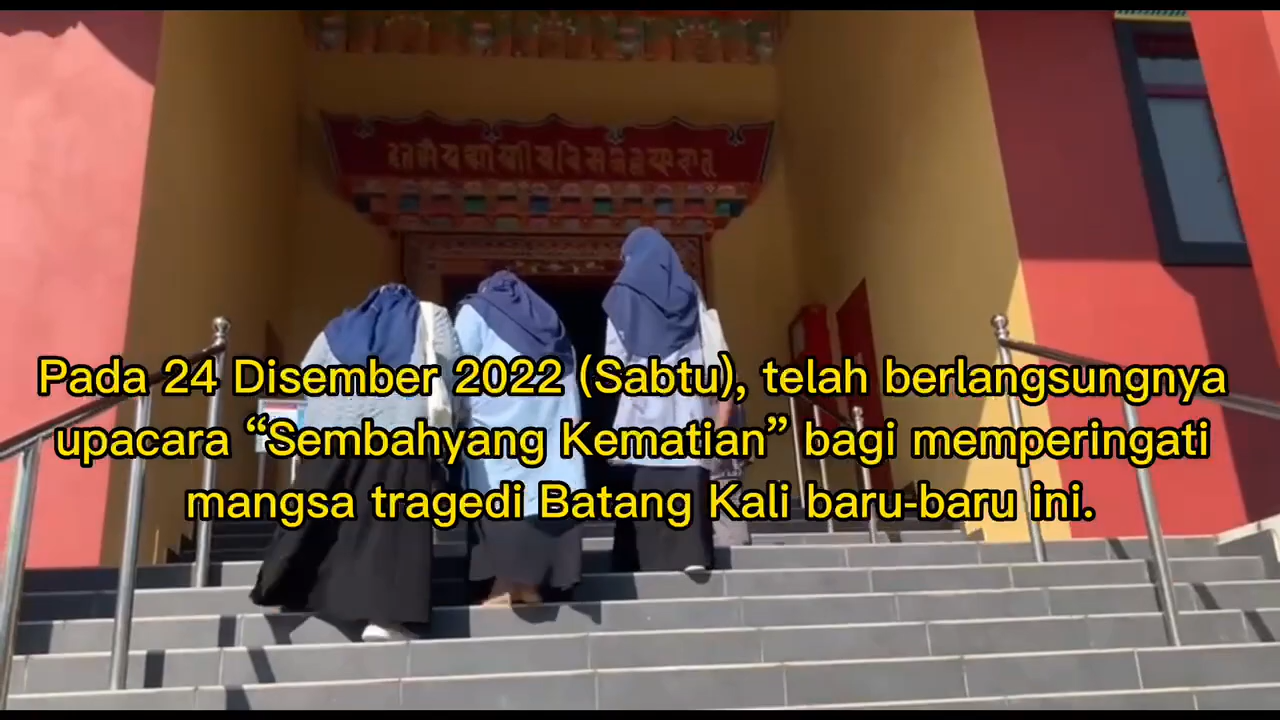 Pada 24 Disember 2022 (Sabtu), telah berlangsungnya
upacara “Sembahyang Kematian” bagi memperingati
mangsa tragedi Batang Kali baru-baru ini.